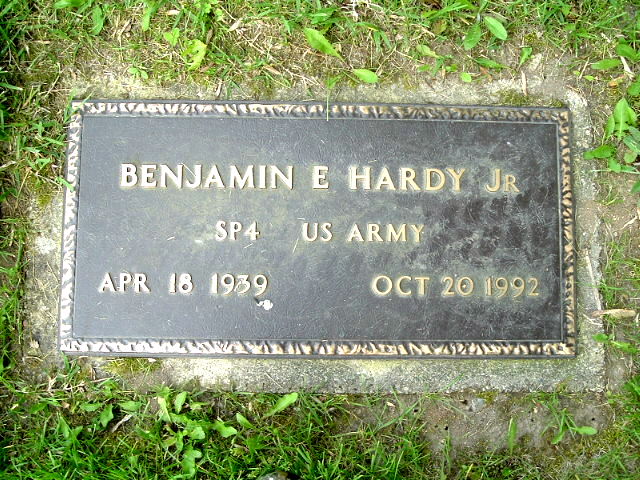 BENJAMIN E HARDY JR
SP4 US ARMY
APR 18 1939 OCT 20 1992